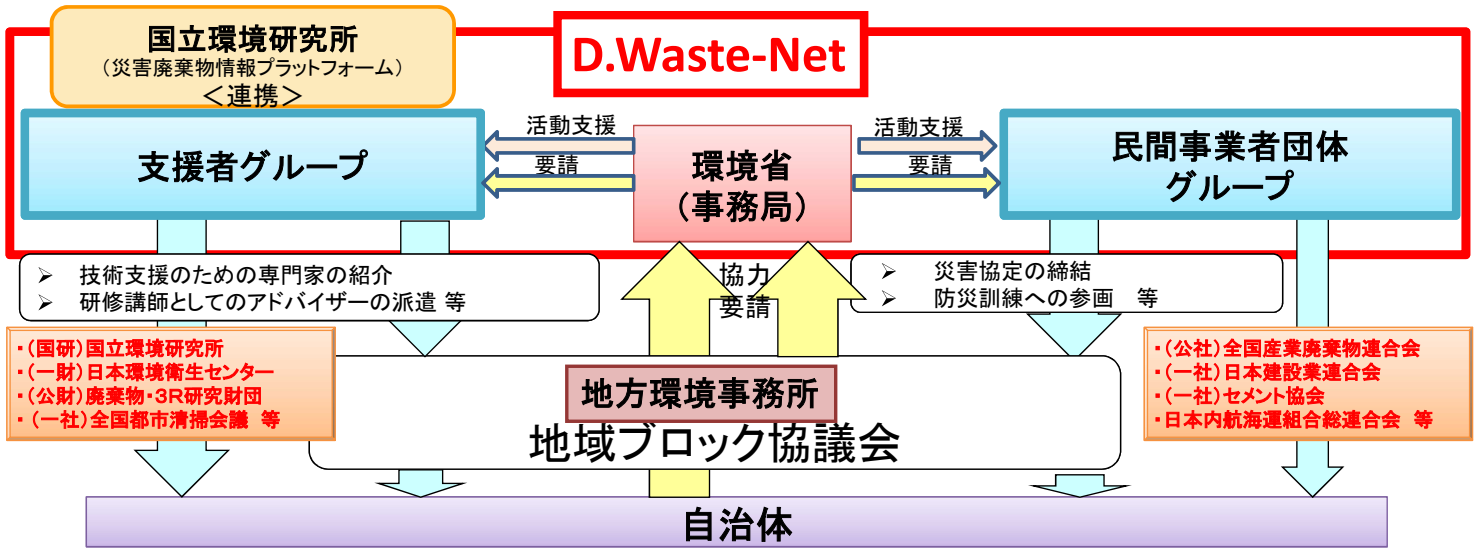 国立環境研究所
（災害廃棄物情報プラットフォーム）
＜連携＞
D.Waste-Net
支援者グループ
活動支援
要請
環境省
（事務局）
活動支援
要請
民間事業者団体
グループ
➢ 技術支援のための専門家の紹介
➢ 研修講師としてのアドバイザーの派遣 等
協力
要請
➢ 災害協定の締結
➢ 防災訓練への参画　等
・（国研）国立環境研究所
・（一財）日本環境衛生センター
・（公財）廃棄物・３Ｒ研究財団
・（一社）全国都市清掃会議　等
地方環境事務所
地域ブロック協議会
・（公社）全国産業廃棄物連合会
・（一社）日本建設業連合会
・（一社）セメント協会
・日本内航海運組合総連合会　等
自治体